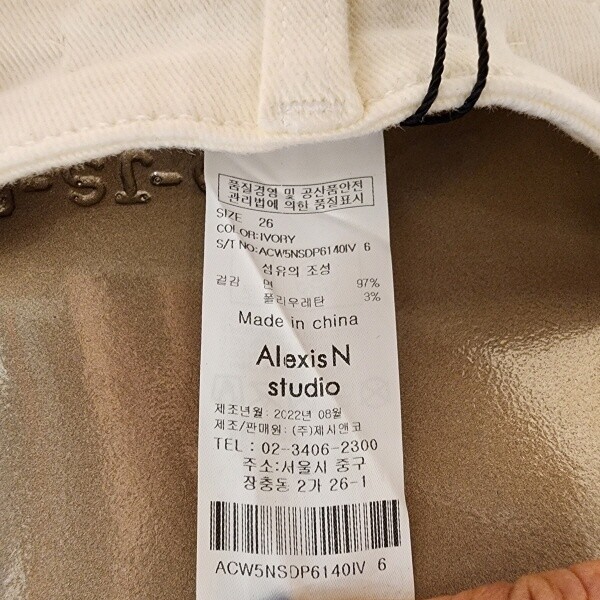 품질경영 및 공산품안전
관리법에 의한 품질표시
SIZE 26
COLOR:IVORY
S/T NO:ACW5NSDP6140IV 6
섬유의 조성
겉감 면 97%
폴리우레탄 3%
Made in china
AlexisN
studio
제조년월: 2022년 08월
제조/판매원: (주)제시앤코
TEL : 02-3406-2300
주소:서울시 중구
장충동 2가 26-1
ACW5NSDP6140IV 6